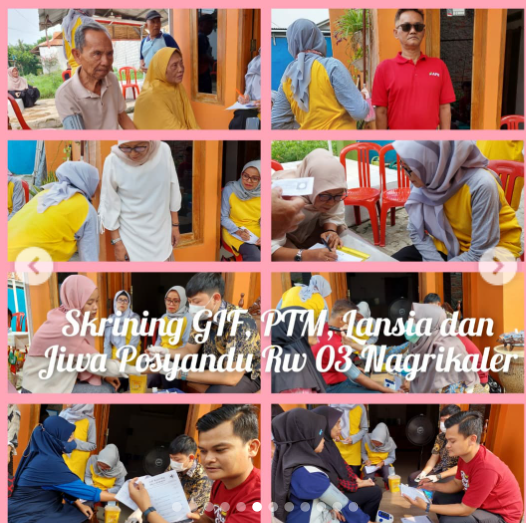 Skrining GIF, PTM, Lansia dan
Jiwa Posyandu Rw 03 Nagrikaler